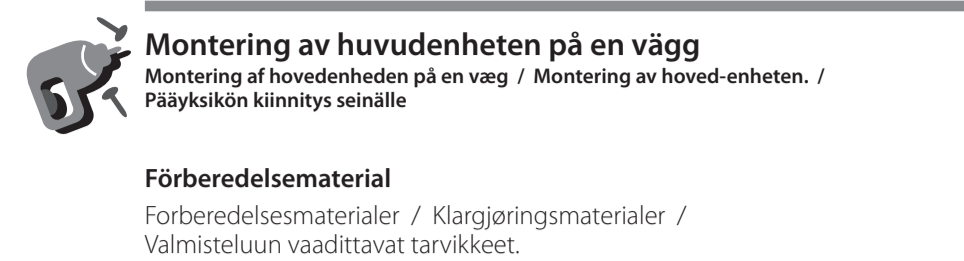 Montering av huvudenheten på en vägg
Montering af hovedenheden på en væg / Montering av hoved-enheten. /
Pääyksikön kiinnitys seinälle
Förberedelsematerial
Forberedelsesmaterialer / Klargjøringsmaterialer /
Valmisteluun vaadittavat tarvikkeet.